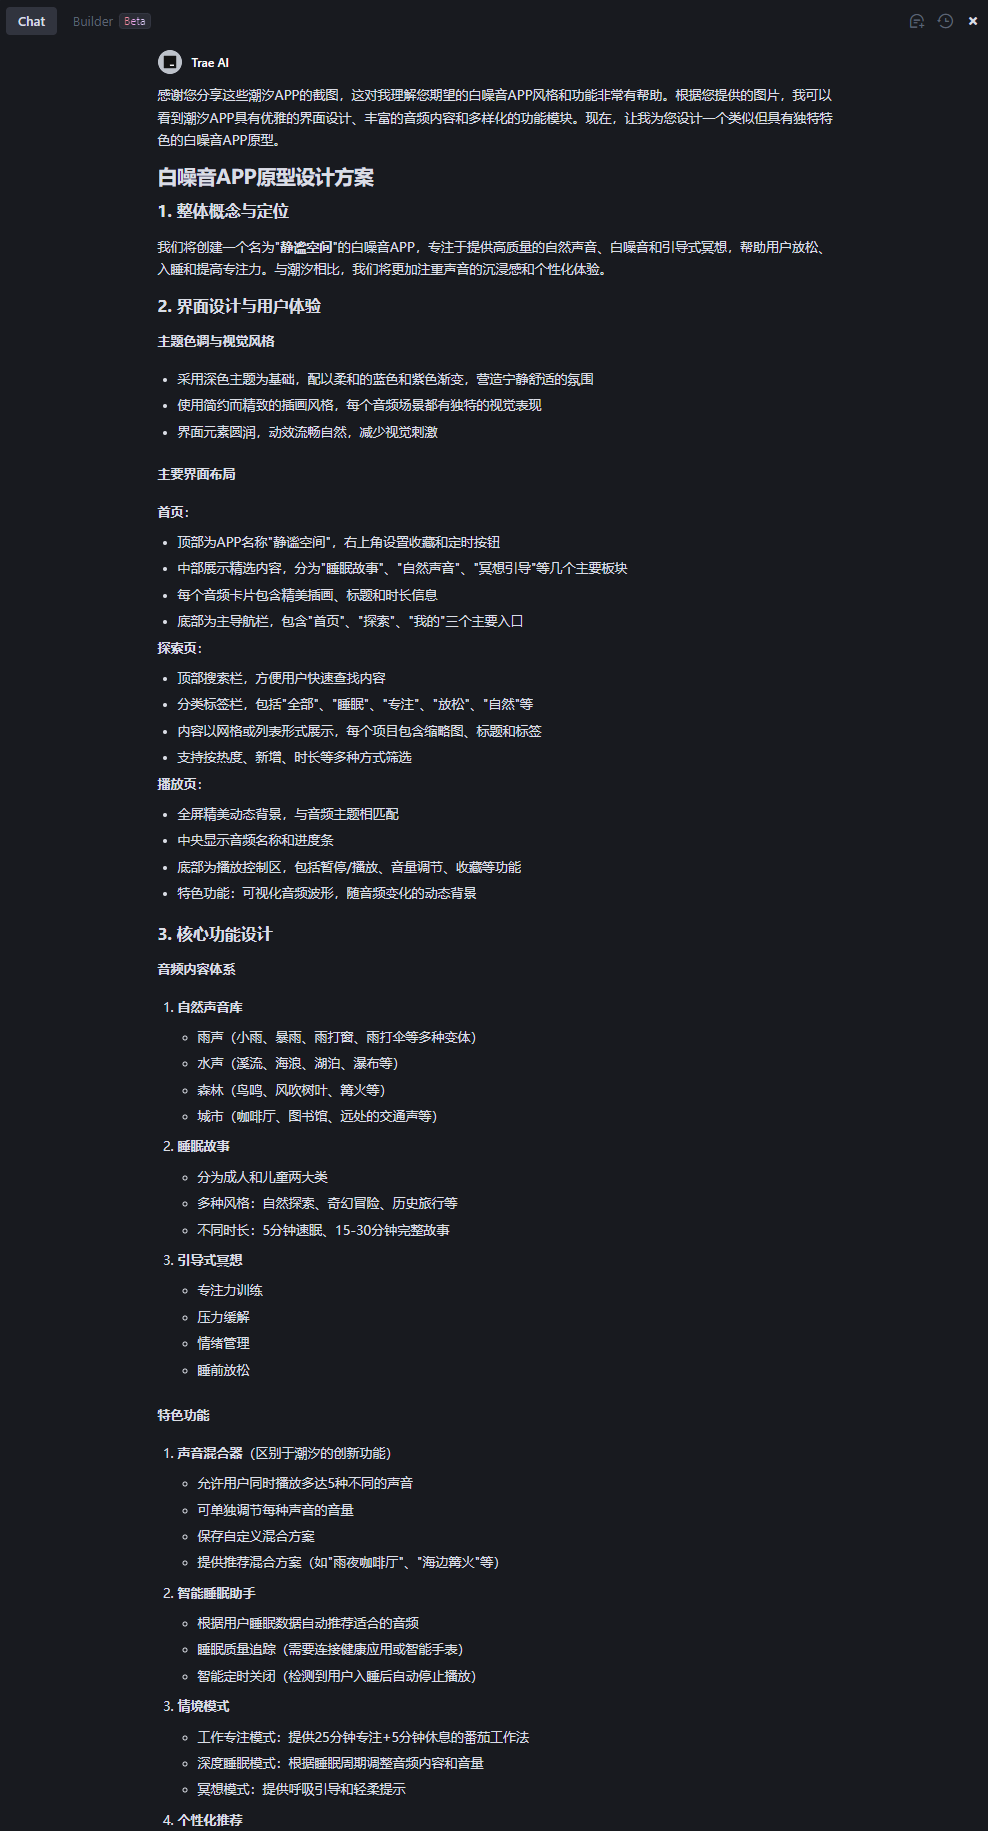 Chat Builder Beta
Trae AI
感谢您分享这些潮汐APP的截图，这对我理解您期望的白噪音APP风格和功能非常有帮助。根据您提供的图片，我可以
看到潮汐APP具有优雅的界面设计、丰富的音频内容和多样化的功能模块。现在，让我为您设计一个类似但具有独特特
色的白噪音APP原型。
白噪音APP原型设计方案
1. 整体概念与定位
我们将创建一个名为"静谧空间"的白噪音APP，专注于提供高质量的自然声音、白噪音和引导式冥想，帮助用户放松、
入睡和提高专注力。与潮汐相比，我们将更加注重声音的沉浸感和个性化体验。
2. 界面设计与用户体验
主题色调与视觉风格
• 采用深色主题为基础，配以柔和的蓝色和紫色渐变，营造宁静舒适的氛围
• 使用简约而精致的插画风格，每个音频场景都有独特的视觉表现
• 界面元素圆润，动效流畅自然，减少视觉刺激
主要界面布局
首页：
• 顶部为APP名称"静谧空间"，右上角设置收藏和定时按钮
• 中部展示精选内容，分为"睡眠故事"、"自然声音"、"冥想引导"等几个主要板块
• 每个音频卡片包含精美插画、标题和时长信息
• 底部为主导航栏，包含"首页"、"探索"、"我的"三个主要入口
探索页：
• 顶部搜索栏，方便用户快速查找内容
• 分类标签栏，包括"全部"、"睡眠"、"专注"、"放松"、"自然"等
• 内容以网格或列表形式展示，每个项目包含缩略图、标题和标签
• 支持按热度、新增、时长等多种方式筛选
播放页：
• 全屏精美动态背景，与音频主题相匹配
• 中央显示音频名称和进度条
• 底部为播放控制区，包括暂停/播放、音量调节、收藏等功能
• 特色功能：可视化音频波形，随音频变化的动态背景
3. 核心功能设计
音频内容体系
1. 自然声音库
◦ 雨声（小雨、暴雨、雨打窗、雨打伞等多种变体）
◦ 水声（溪流、海浪、湖泊、瀑布等）
◦ 森林（鸟鸣、风吹树叶、篝火等）
◦ 城市（咖啡厅、图书馆、远处的交通声等）
2. 睡眠故事
◦ 分为成人和儿童两大类
◦ 多种风格：自然探索、奇幻冒险、历史旅行等
◦ 不同时长：5分钟速眠、15-30分钟完整故事
3. 引导式冥想
◦ 专注力训练
◦ 压力缓解
◦ 情绪管理
◦ 睡前放松
特色功能
1. 声音混合器（区别于潮汐的创新功能）
◦ 允许用户同时播放多达5种不同的声音
◦ 可单独调节每种声音的音量
◦ 保存自定义混合方案
◦ 提供推荐混合方案（如"雨夜咖啡厅"、"海边篝火"等）
2. 智能睡眠助手
◦ 根据用户睡眠数据自动推荐适合的音频
◦ 睡眠质量追踪（需要连接健康应用或智能手表）
◦ 智能定时关闭（检测到用户入睡后自动停止播放）
3. 情境模式
◦ 工作专注模式：提供25分钟专注+5分钟休息的番茄工作法
◦ 深度睡眠模式：根据睡眠周期调整音频内容和音量
◦ 冥想模式：提供呼吸引导和轻柔提示
4. 个性化推荐